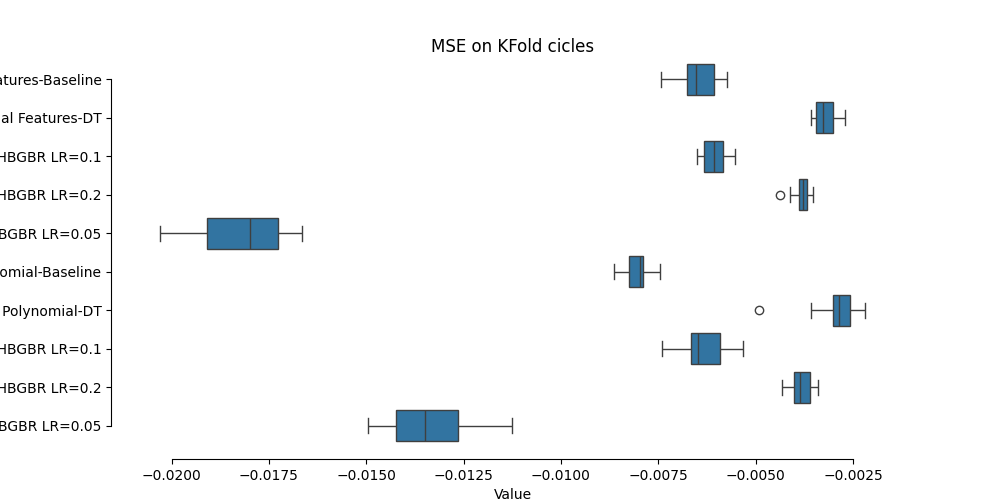 MSE on KFold cicles
atures-Baseline
al Features-DT
HBGBR LR=0.1
HBGBR LR=0.2
BGBR LR=0.05
omial-Baseline
Polynomial-DT
HBGBR LR=0.1
HBGBR LR=0.2
BGBR LR=0.05
−0.0200 −0.0175 −0.0150 −0.0125 −0.0100 −0.0075 −0.0050 −0.0025
Value